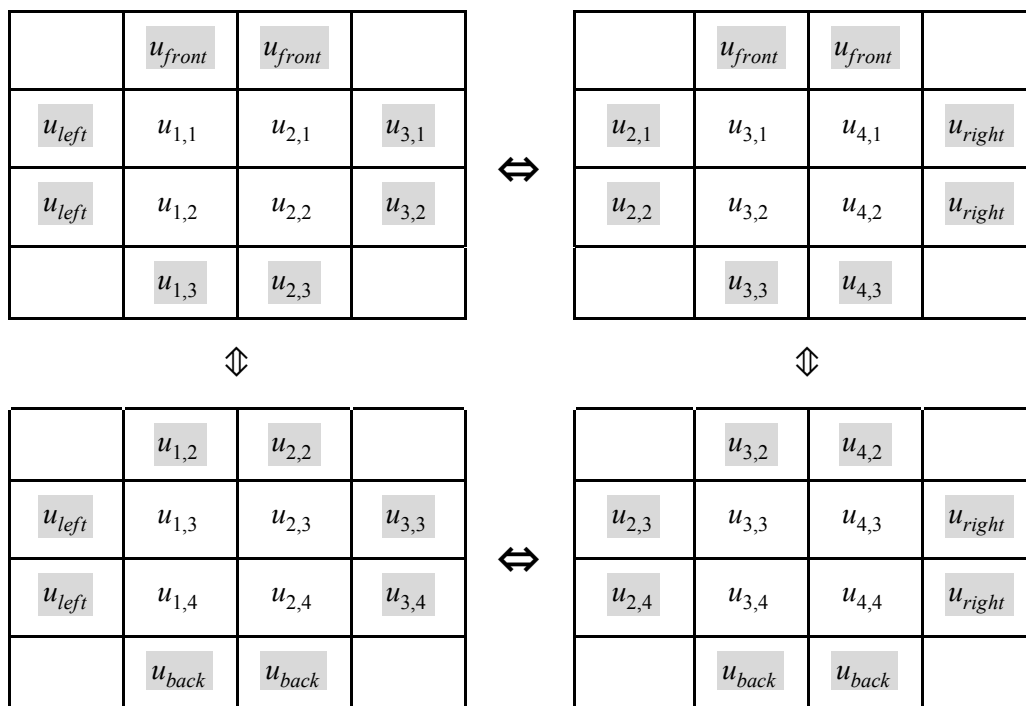 u_front u_front u_front u_front
u_left u_1,1 u_2,1 u_3,1 ⇔ u_2,1 u_3,1 u_4,1 u_right
u_left u_1,2 u_2,2 u_3,2 u_2,2 u_3,2 u_4,2 u_right
u_1,3 u_2,3 u_3,3 u_4,3
⇕ ⇕
u_1,2 u_2,2 u_3,2 u_4,2
u_left u_1,3 u_2,3 u_3,3 ⇔ u_2,3 u_3,3 u_4,3 u_right
u_left u_1,4 u_2,4 u_3,4 u_2,4 u_3,4 u_4,4 u_right
u_back u_back u_back u_back